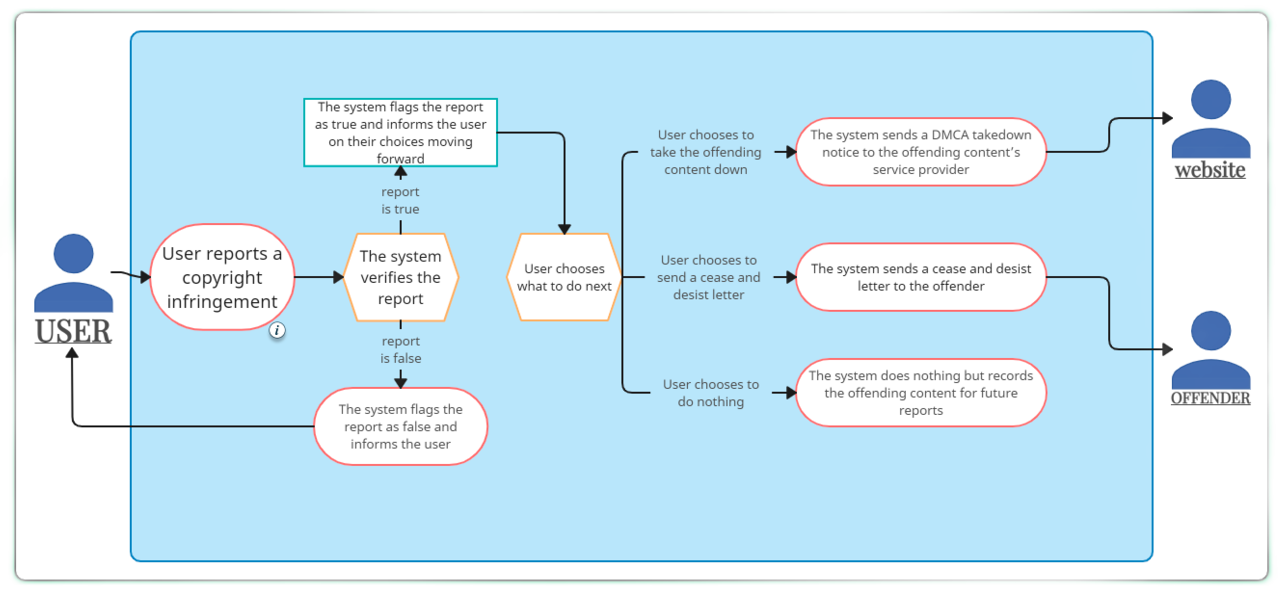 The system flags the report
as true and informs the user
on their choices moving
forward
User chooses to
take the offending
content down
The system sends a DMCA takedown
notice to the offending content’s
service provider
website
report
is true
USER
User reports a
copyright
infringement
i
The system
verifies the
report
User chooses
what to do next
User chooses to
send a cease and
desist letter
The system sends a cease and desist
letter to the offender
OFFENDER
report
is false
The system flags the
report as false and
informs the user
User chooses to
do nothing
The system does nothing but records
the offending content for future
reports